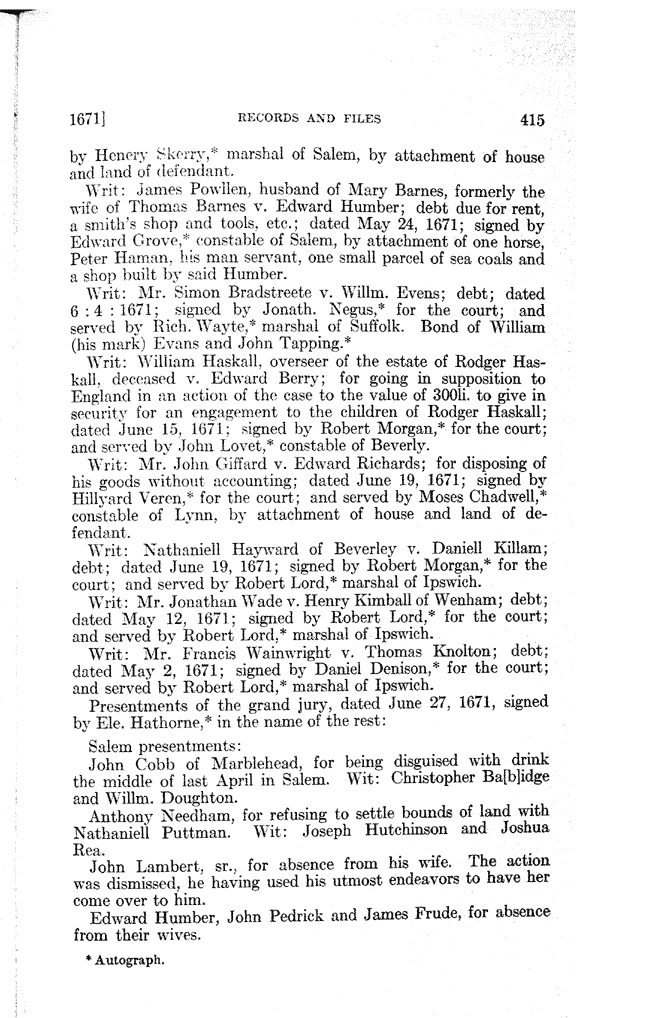 1671] RECORDS AND FILES 415
by Henery Skerry,* marshal of Salem, by attachment of house
and land of defendant.
Writ: James Powllen, husband of Mary Barnes, formerly the
wife of Thomas Barnes v. Edward Humber; debt due for rent,
a smith's shop and tools, etc.; dated May 24, 1671; signed by
Edward Grove,* constable of Salem, by attachment of one horse,
Peter Haman, his man servant, one small parcel of sea coals and
a shop built by said Humber.
Writ: Mr. Simon Bradstreete v. Willm. Evens; debt; dated
6 : 4 : 1671; signed by Jonath. Negus,* for the court; and
served by Rich. Wayte,* marshal of Suffolk. Bond of William
(his mark) Evans and John Tapping.*
Writ: William Haskall, overseer of the estate of Rodger Has-
kall, deceased v. Edward Berry; for going in supposition to
England in an action of the case to the value of 300li. to give in
security for an engagement to the children of Rodger Haskall;
dated June 15, 1671; signed by Robert Morgan,* for the court;
and served by John Lovet,* constable of Beverly.
Writ: Mr. John Giffard v. Edward Richards; for disposing of
his goods without accounting; dated June 19, 1671; signed by
Hillyard Veren,* for the court; and served by Moses Chadwell,*
constable of Lynn, by attachment of house and land of de-
fendant.
Writ: Nathaniell Hayward of Beverley v. Daniell Killam;
debt; dated June 19, 1671; signed by Robert Morgan,* for the
court; and served by Robert Lord,* marshal of Ipswich.
Writ: Mr. Jonathan Wade v. Henry Kimball of Wenham; debt;
dated May 12, 1671; signed by Robert Lord,* for the court;
and served by Robert Lord,* marshal of Ipswich.
Writ: Mr. Francis Wainwright v. Thomas Knolton; debt;
dated May 2, 1671; signed by Daniel Denison,* for the court;
and served by Robert Lord,* marshal of Ipswich.
Presentments of the grand jury, dated June 27, 1671, signed
by Ele. Hathorne,* in the name of the rest:
Salem presentments:
John Cobb of Marblehead, for being disguised with drink
the middle of last April in Salem. Wit: Christopher Ba[b]idge
and Willm. Doughton.
Anthony Needham, for refusing to settle bounds of land with
Nathaniell Puttman. Wit: Joseph Hutchinson and Joshua
Rea.
John Lambert, sr., for absence from his wife. The action
was dismissed, he having used his utmost endeavors to have her
come over to him.
Edward Humber, John Pedrick and James Frude, for absence
from their wives.
* Autograph.